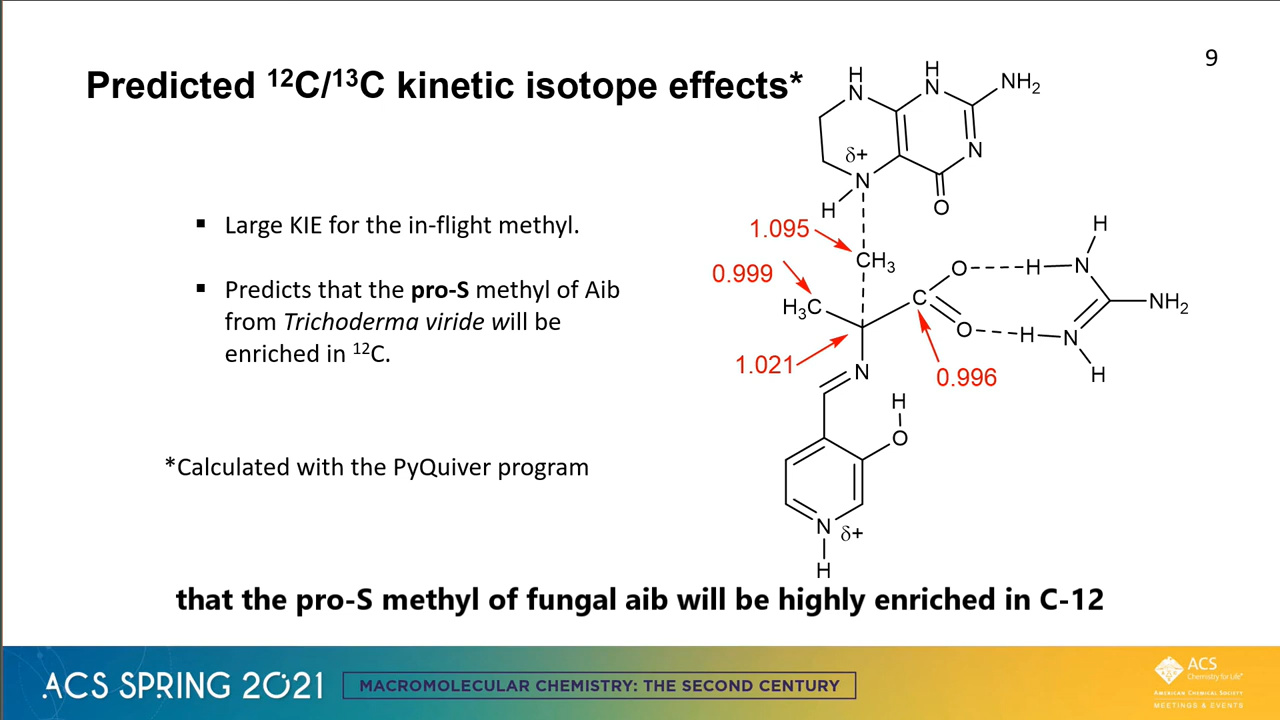 9
Predicted ¹²C/¹³C kinetic isotope effects*
▪ Large KIE for the in-flight methyl.
▪ Predicts that the pro-S methyl of Aib
from Trichoderma viride will be
enriched in ¹²C.
*Calculated with the PyQuiver program
H
H
N
N
NH₂
δ+
N
N
H
O
1.095
CH₃
0.999
H₃C
C
O
O
H
H
N
H
NH₂
N
H
1.021
0.996
N
H
O
N
δ+
H
that the pro-S methyl of fungal aib will be highly enriched in C-12
ACS SPRING 2021
MACROMOLECULAR CHEMISTRY: THE SECOND CENTURY
ACS
Chemistry for Life®
AMERICAN CHEMICAL SOCIETY
MEETINGS & EVENTS